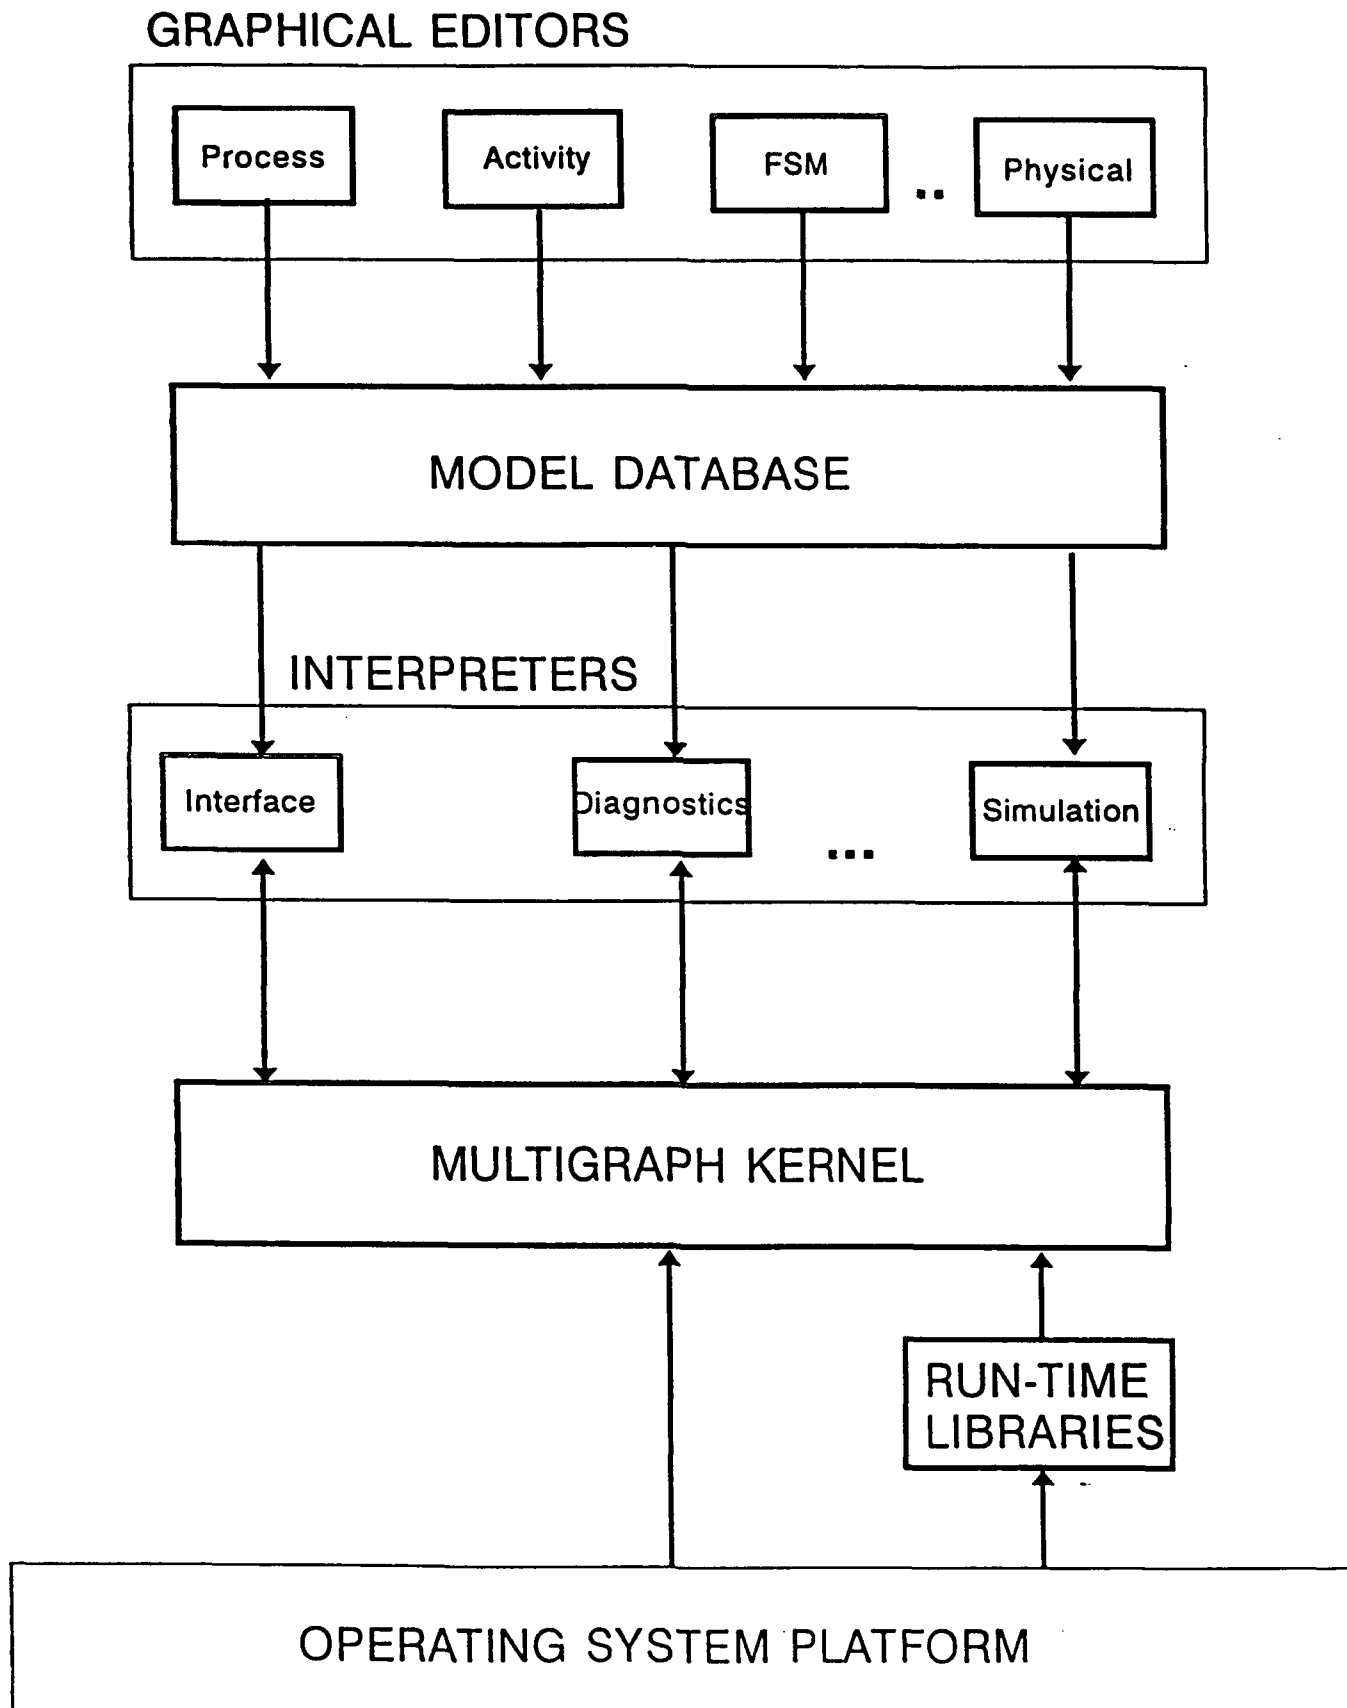 GRAPHICAL EDITORS
Process
Activity
FSM
..
Physical
MODEL DATABASE
INTERPRETERS
Interface
Diagnostics
...
Simulation
MULTIGRAPH KERNEL
RUN-TIME
LIBRARIES
OPERATING SYSTEM PLATFORM